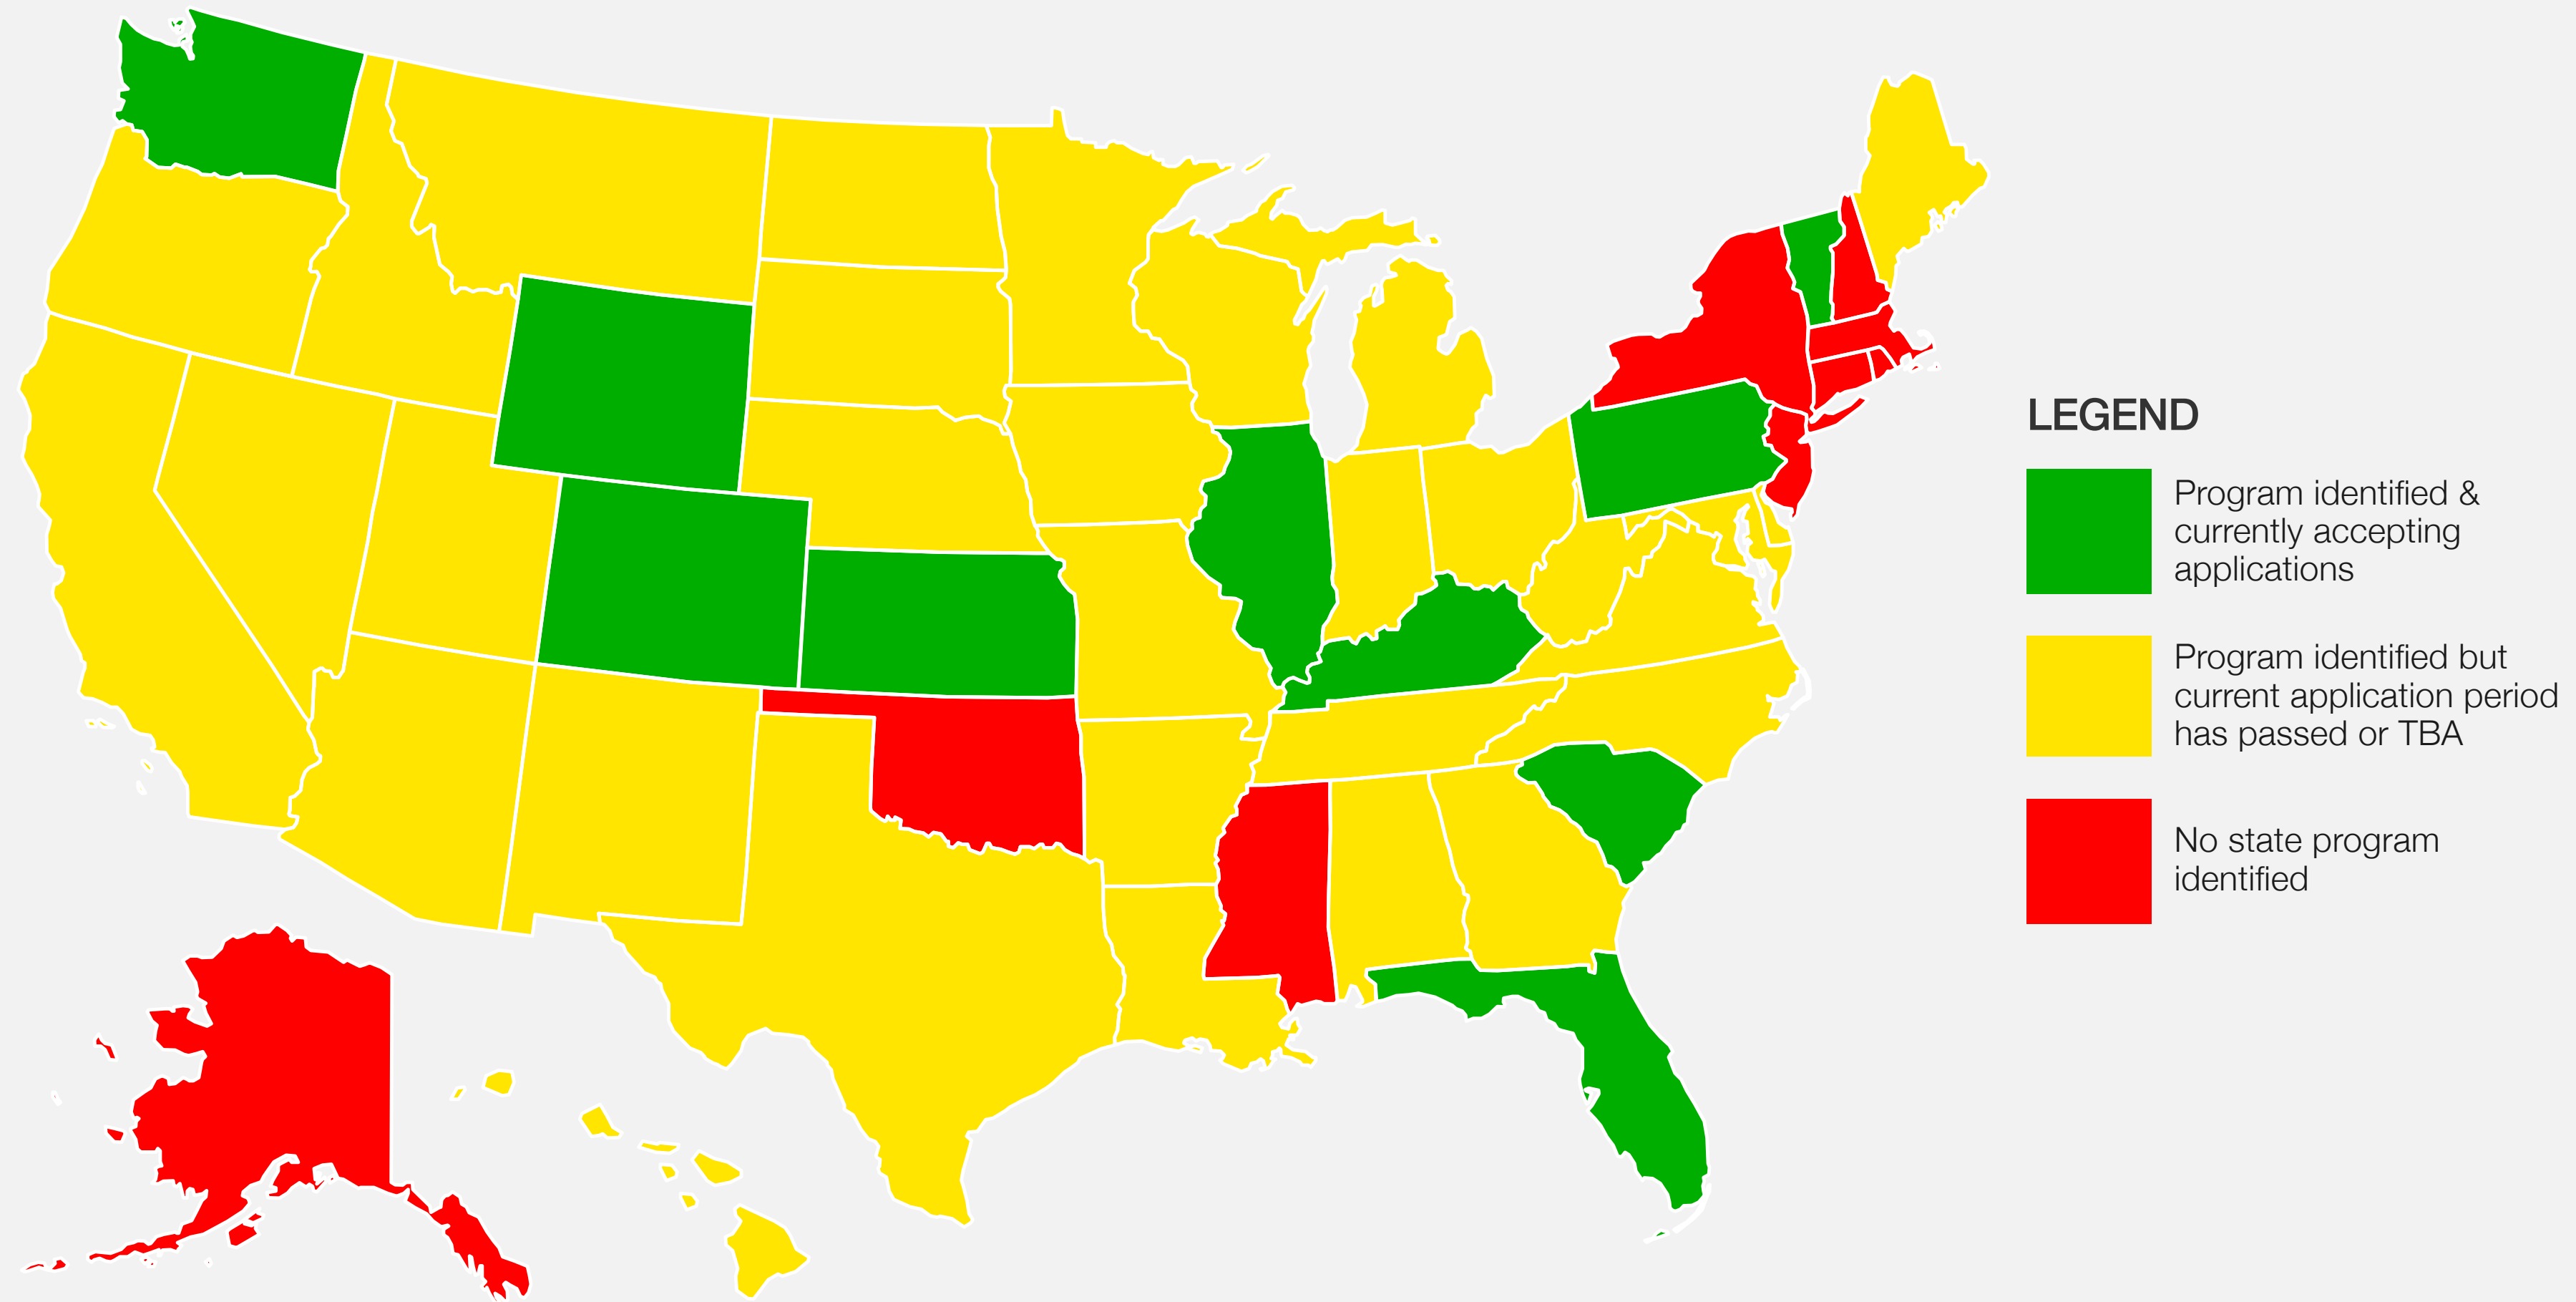 LEGEND
Program identified &
currently accepting
applications
Program identified but
current application period
has passed or TBA
No state program
identified